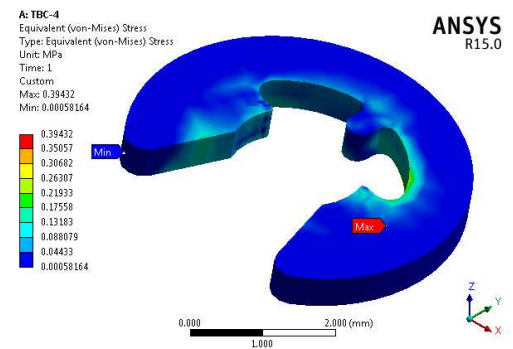 A: TBC-4
Equivalent (von-Mises) Stress
Type: Equivalent (von-Mises) Stress
Unit: MPa
Time: 1
Custom
Max: 0.39432
Min: 0.00058164
ANSYS
R15.0
0.39432
0.35057
0.30682
0.26307
0.21933
0.17558
0.13183
0.088079
0.04433
0.00058164
Min
Max
0.000
2.000 (mm)
1.000
Z
Y
X